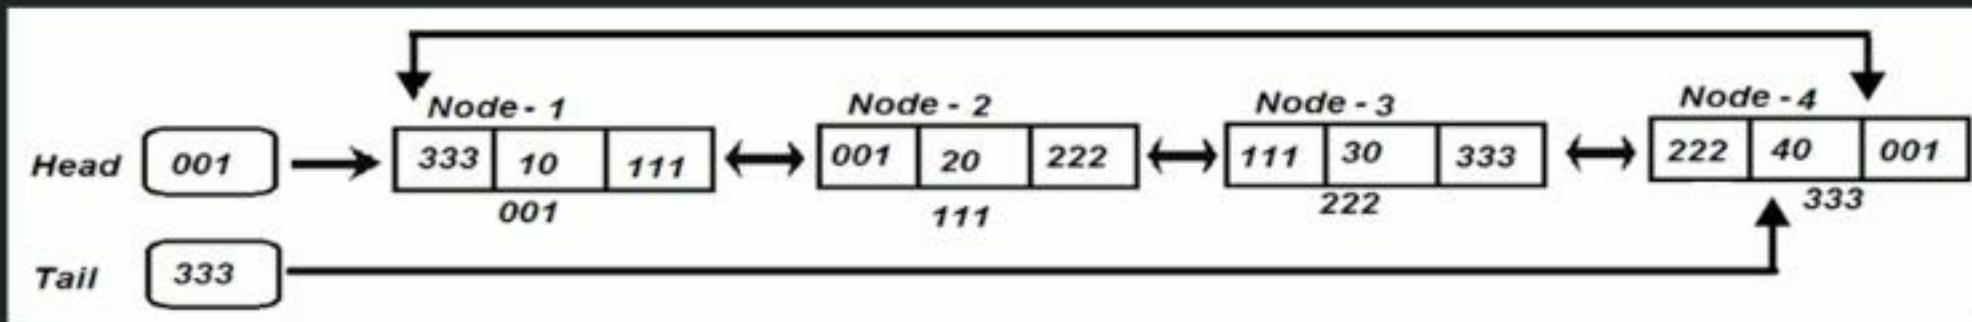 Node - 1 Node - 2 Node - 3 Node - 4
Head 001 333 10 111 001 20 222 111 30 333 222 40 001
001 111 222 333
Tail 333